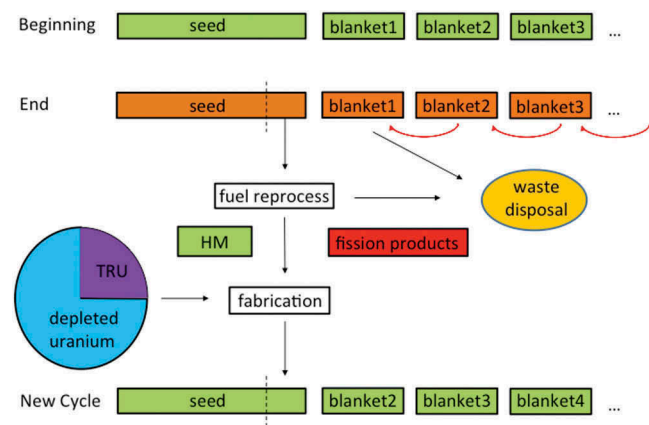 Beginning
seed
blanket1
blanket2
blanket3
...
End
seed
blanket1
blanket2
blanket3
...
fuel reprocess
waste
disposal
HM
fission products
TRU
depleted
uranium
fabrication
New Cycle
seed
blanket2
blanket3
blanket4
...